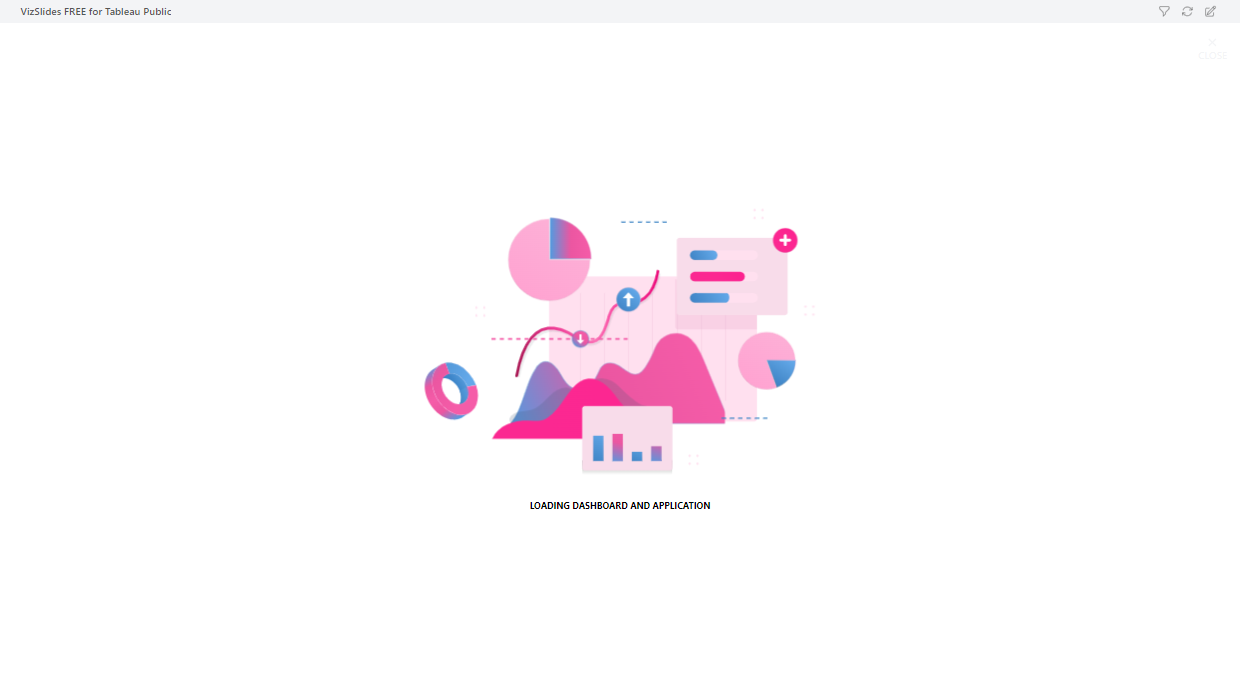 VizSlides FREE for Tableau Public
CLOSE
LOADING DASHBOARD AND APPLICATION